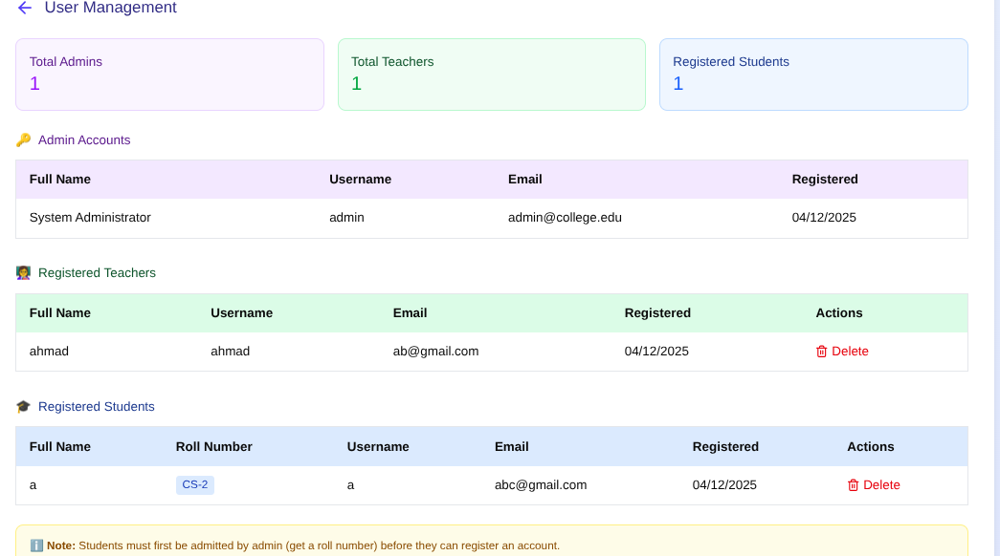 User Management
Total Admins
1
Total Teachers
1
Registered Students
1
Admin Accounts
Full Name Username Email Registered
System Administrator admin admin@college.edu 04/12/2025
Registered Teachers
Full Name Username Email Registered Actions
ahmad ahmad ab@gmail.com 04/12/2025 Delete
Registered Students
Full Name Roll Number Username Email Registered Actions
a CS-2 a abc@gmail.com 04/12/2025 Delete
Note: Students must first be admitted by admin (get a roll number) before they can register an account.